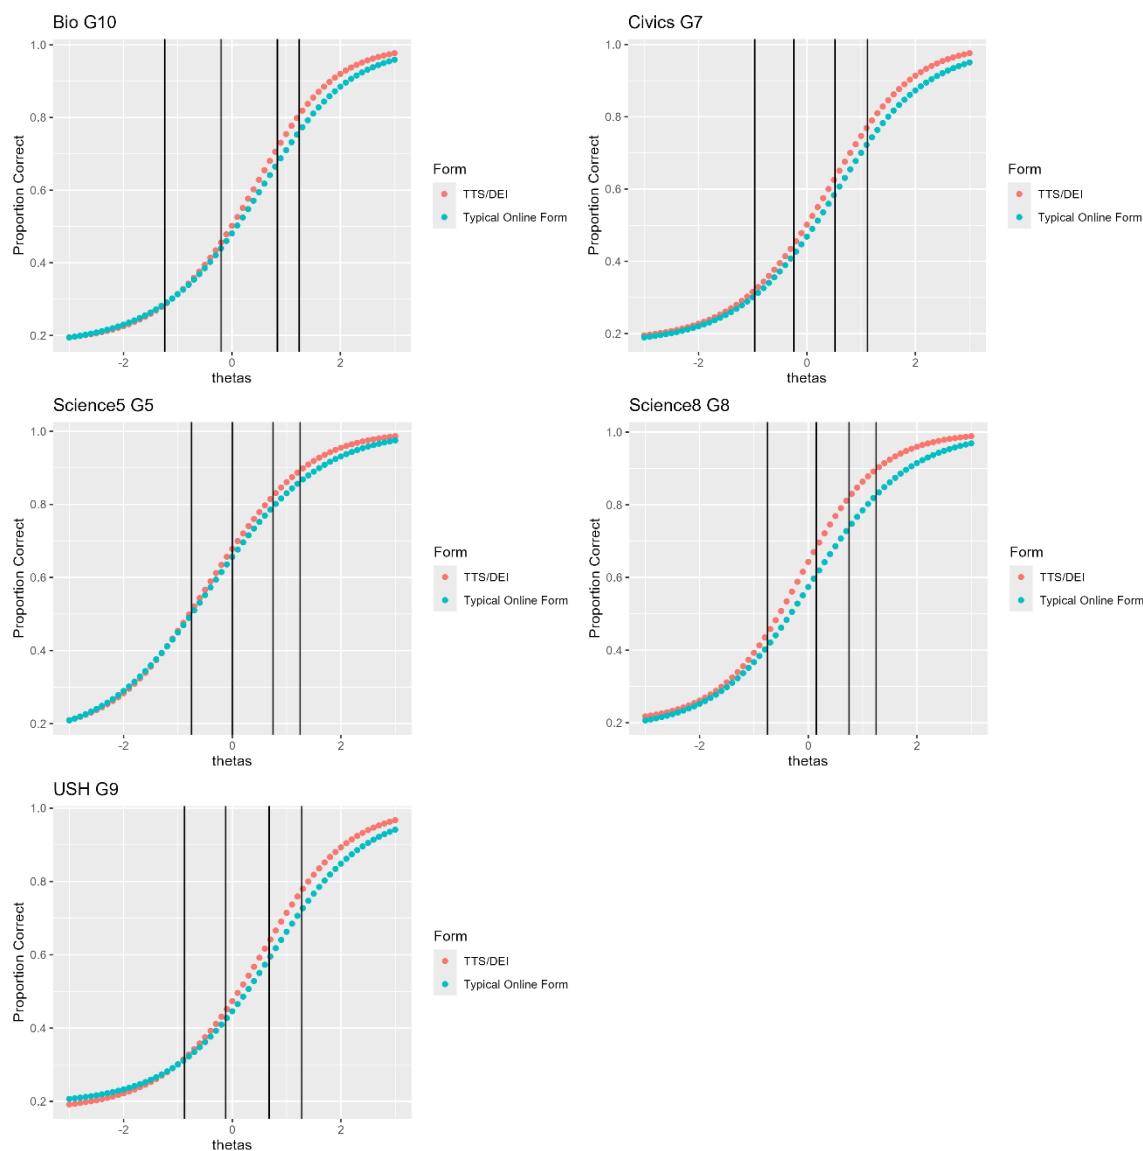 Bio G10
1.0
0.8
0.6
0.4
0.2
Proportion Correct
-2
0
2
thetas
Form
TTS/DEI
Typical Online Form
Civics G7
1.0
0.8
0.6
0.4
0.2
Proportion Correct
-2
0
2
thetas
Form
TTS/DEI
Typical Online Form
Science5 G5
1.0
0.8
0.6
0.4
0.2
Proportion Correct
-2
0
2
thetas
Form
TTS/DEI
Typical Online Form
Science8 G8
1.0
0.8
0.6
0.4
0.2
Proportion Correct
-2
0
2
thetas
Form
TTS/DEI
Typical Online Form
USH G9
1.0
0.8
0.6
0.4
0.2
Proportion Correct
-2
0
2
thetas
Form
TTS/DEI
Typical Online Form